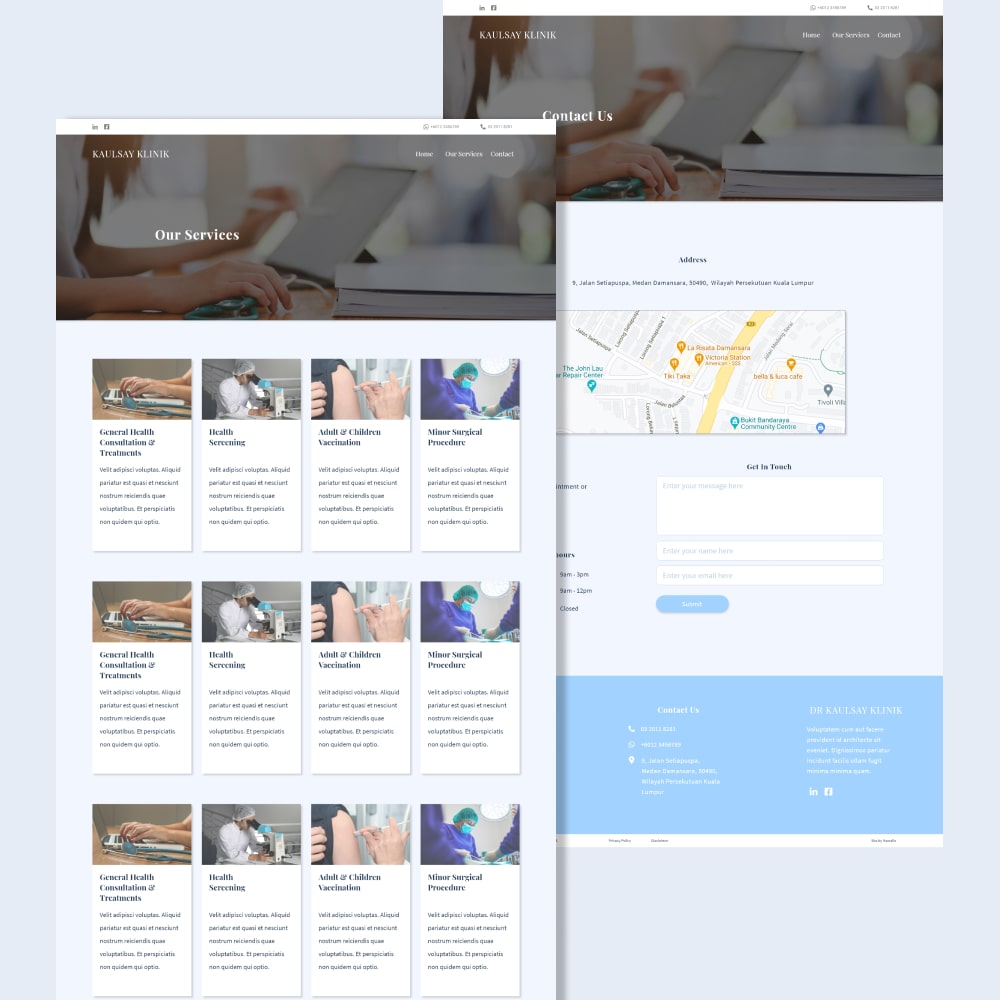 +6012 3456789
03 2011 8281
KAULSAY KLINIK
Home Our Services Contact
Contact Us
Address
9, Jalan Setiapuspa, Medan Damansara, 50490, Wilayah Persekutuan Kuala Lumpur
Jalan Setiapuspa
Lorong Setiapuspa 1
La Risata Damansara
Victoria Station
American • $$$
Tiki Taka
bella & luca cafe
The John Lau
ar Repair Center
Tivoli Villa
Bukit Bandaraya
Community Centre
Get In Touch
intment or
Enter your message here
Enter your name here
Enter your email here
Submit
hours
9am - 3pm
9am - 12pm
Closed
Contact Us
03 2011 8281
+6012 3456789
9, Jalan Setiapuspa,
Medan Damansara, 50490,
Wilayah Persekutuan Kuala
Lumpur
DR KAULSAY KLINIK
Voluptatem cum aut facere
provident id architecto sit
eveniet. Dignissimos pariatur
incidunt facilis ullam fugit
minima minima quam.
Privacy Policy
Disclaimer
+6012 3456789
03 2011 8281
KAULSAY KLINIK
Home Our Services Contact
Our Services
General Health
Consultation &
Treatments
Velit adipisci voluptas. Aliquid
pariatur est quasi et nesciunt
nostrum reiciendis quae
voluptatibus. Et perspiciatis
non quidem qui optio.
Health
Screening
Velit adipisci voluptas. Aliquid
pariatur est quasi et nesciunt
nostrum reiciendis quae
voluptatibus. Et perspiciatis
non quidem qui optio.
Adult & Children
Vaccination
Velit adipisci voluptas. Aliquid
pariatur est quasi et nesciunt
nostrum reiciendis quae
voluptatibus. Et perspiciatis
non quidem qui optio.
Minor Surgical
Procedure
Velit adipisci voluptas. Aliquid
pariatur est quasi et nesciunt
nostrum reiciendis quae
voluptatibus. Et perspiciatis
non quidem qui optio.
General Health
Consultation &
Treatments
Velit adipisci voluptas. Aliquid
pariatur est quasi et nesciunt
nostrum reiciendis quae
voluptatibus. Et perspiciatis
non quidem qui optio.
Health
Screening
Velit adipisci voluptas. Aliquid
pariatur est quasi et nesciunt
nostrum reiciendis quae
voluptatibus. Et perspiciatis
non quidem qui optio.
Adult & Children
Vaccination
Velit adipisci voluptas. Aliquid
pariatur est quasi et nesciunt
nostrum reiciendis quae
voluptatibus. Et perspiciatis
non quidem qui optio.
Minor Surgical
Procedure
Velit adipisci voluptas. Aliquid
pariatur est quasi et nesciunt
nostrum reiciendis quae
voluptatibus. Et perspiciatis
non quidem qui optio.
General Health
Consultation &
Treatments
Velit adipisci voluptas. Aliquid
pariatur est quasi et nesciunt
nostrum reiciendis quae
voluptatibus. Et perspiciatis
non quidem qui optio.
Health
Screening
Velit adipisci voluptas. Aliquid
pariatur est quasi et nesciunt
nostrum reiciendis quae
voluptatibus. Et perspiciatis
non quidem qui optio.
Adult & Children
Vaccination
Velit adipisci voluptas. Aliquid
pariatur est quasi et nesciunt
nostrum reiciendis quae
voluptatibus. Et perspiciatis
non quidem qui optio.
Minor Surgical
Procedure
Velit adipisci voluptas. Aliquid
pariatur est quasi et nesciunt
nostrum reiciendis quae
voluptatibus. Et perspiciatis
non quidem qui optio.